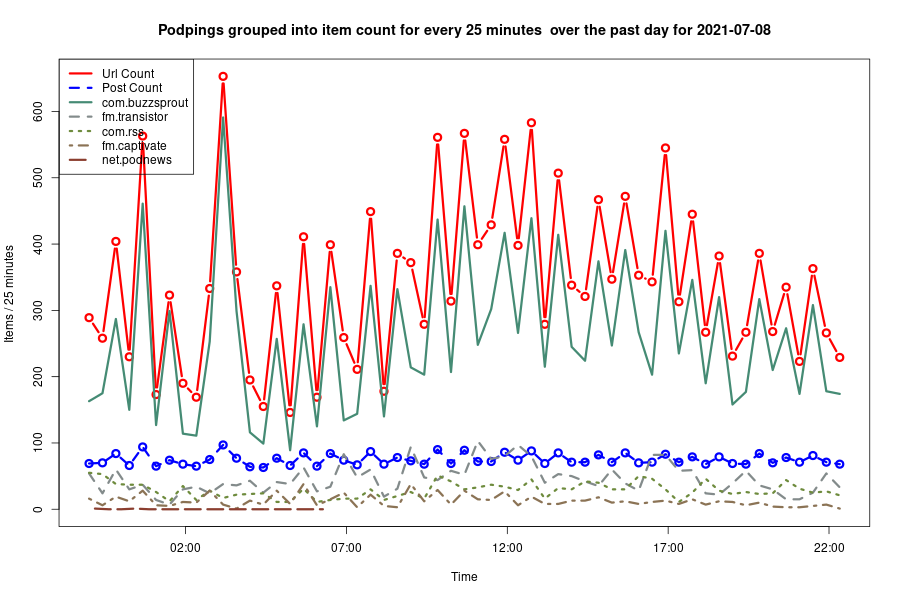 Podpings grouped into item count for every 25 minutes  over the past day for 2021-07-08
Url Count
Post Count
com.buzzsprout
fm.transistor
com.rss
fm.captivate
net.podnews
Items / 25 minutes
600
500
400
300
200
100
0
02:00 07:00 12:00 17:00 22:00
Time